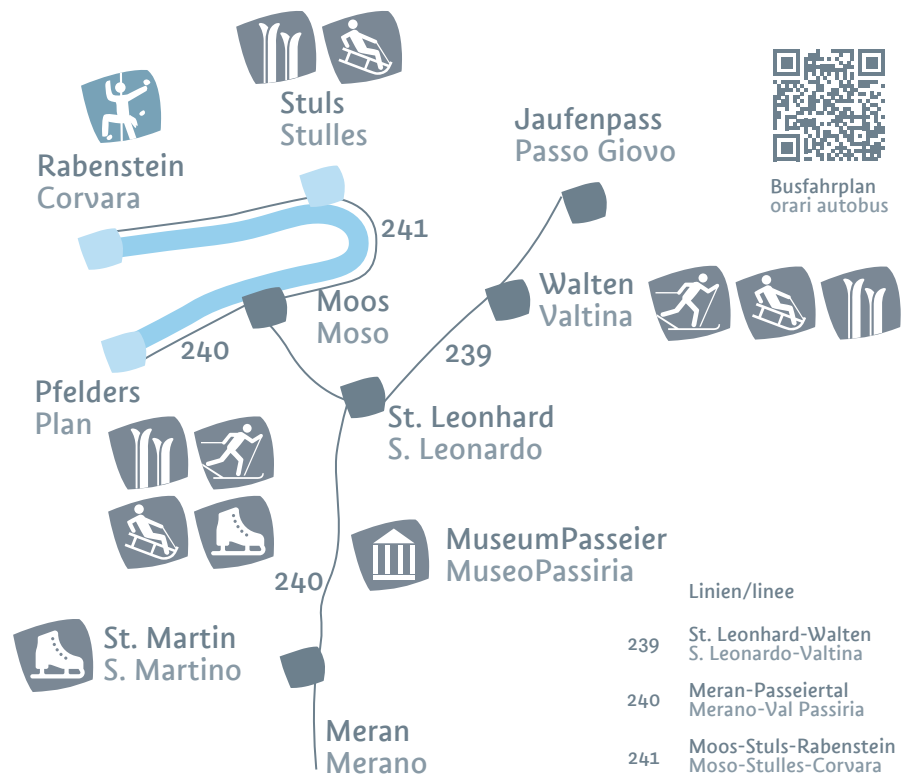 Stuls
Stulles
Rabenstein
Corvara
Jaufenpass
Passo Giovo
Busfahrplan
orari autobus
241
Walten
Valtina
Moos
Moso
240
239
Pfelders
Plan
St. Leonhard
S. Leonardo
MuseumPasseier
MuseoPassiria
240
St. Martin
S. Martino
Meran
Merano
Linien/linee
239 St. Leonhard-Walten
S. Leonardo-Valtina
240 Meran-Passeiertal
Merano-Val Passiria
241 Moos-Stuls-Rabenstein
Moso-Stulles-Corvara